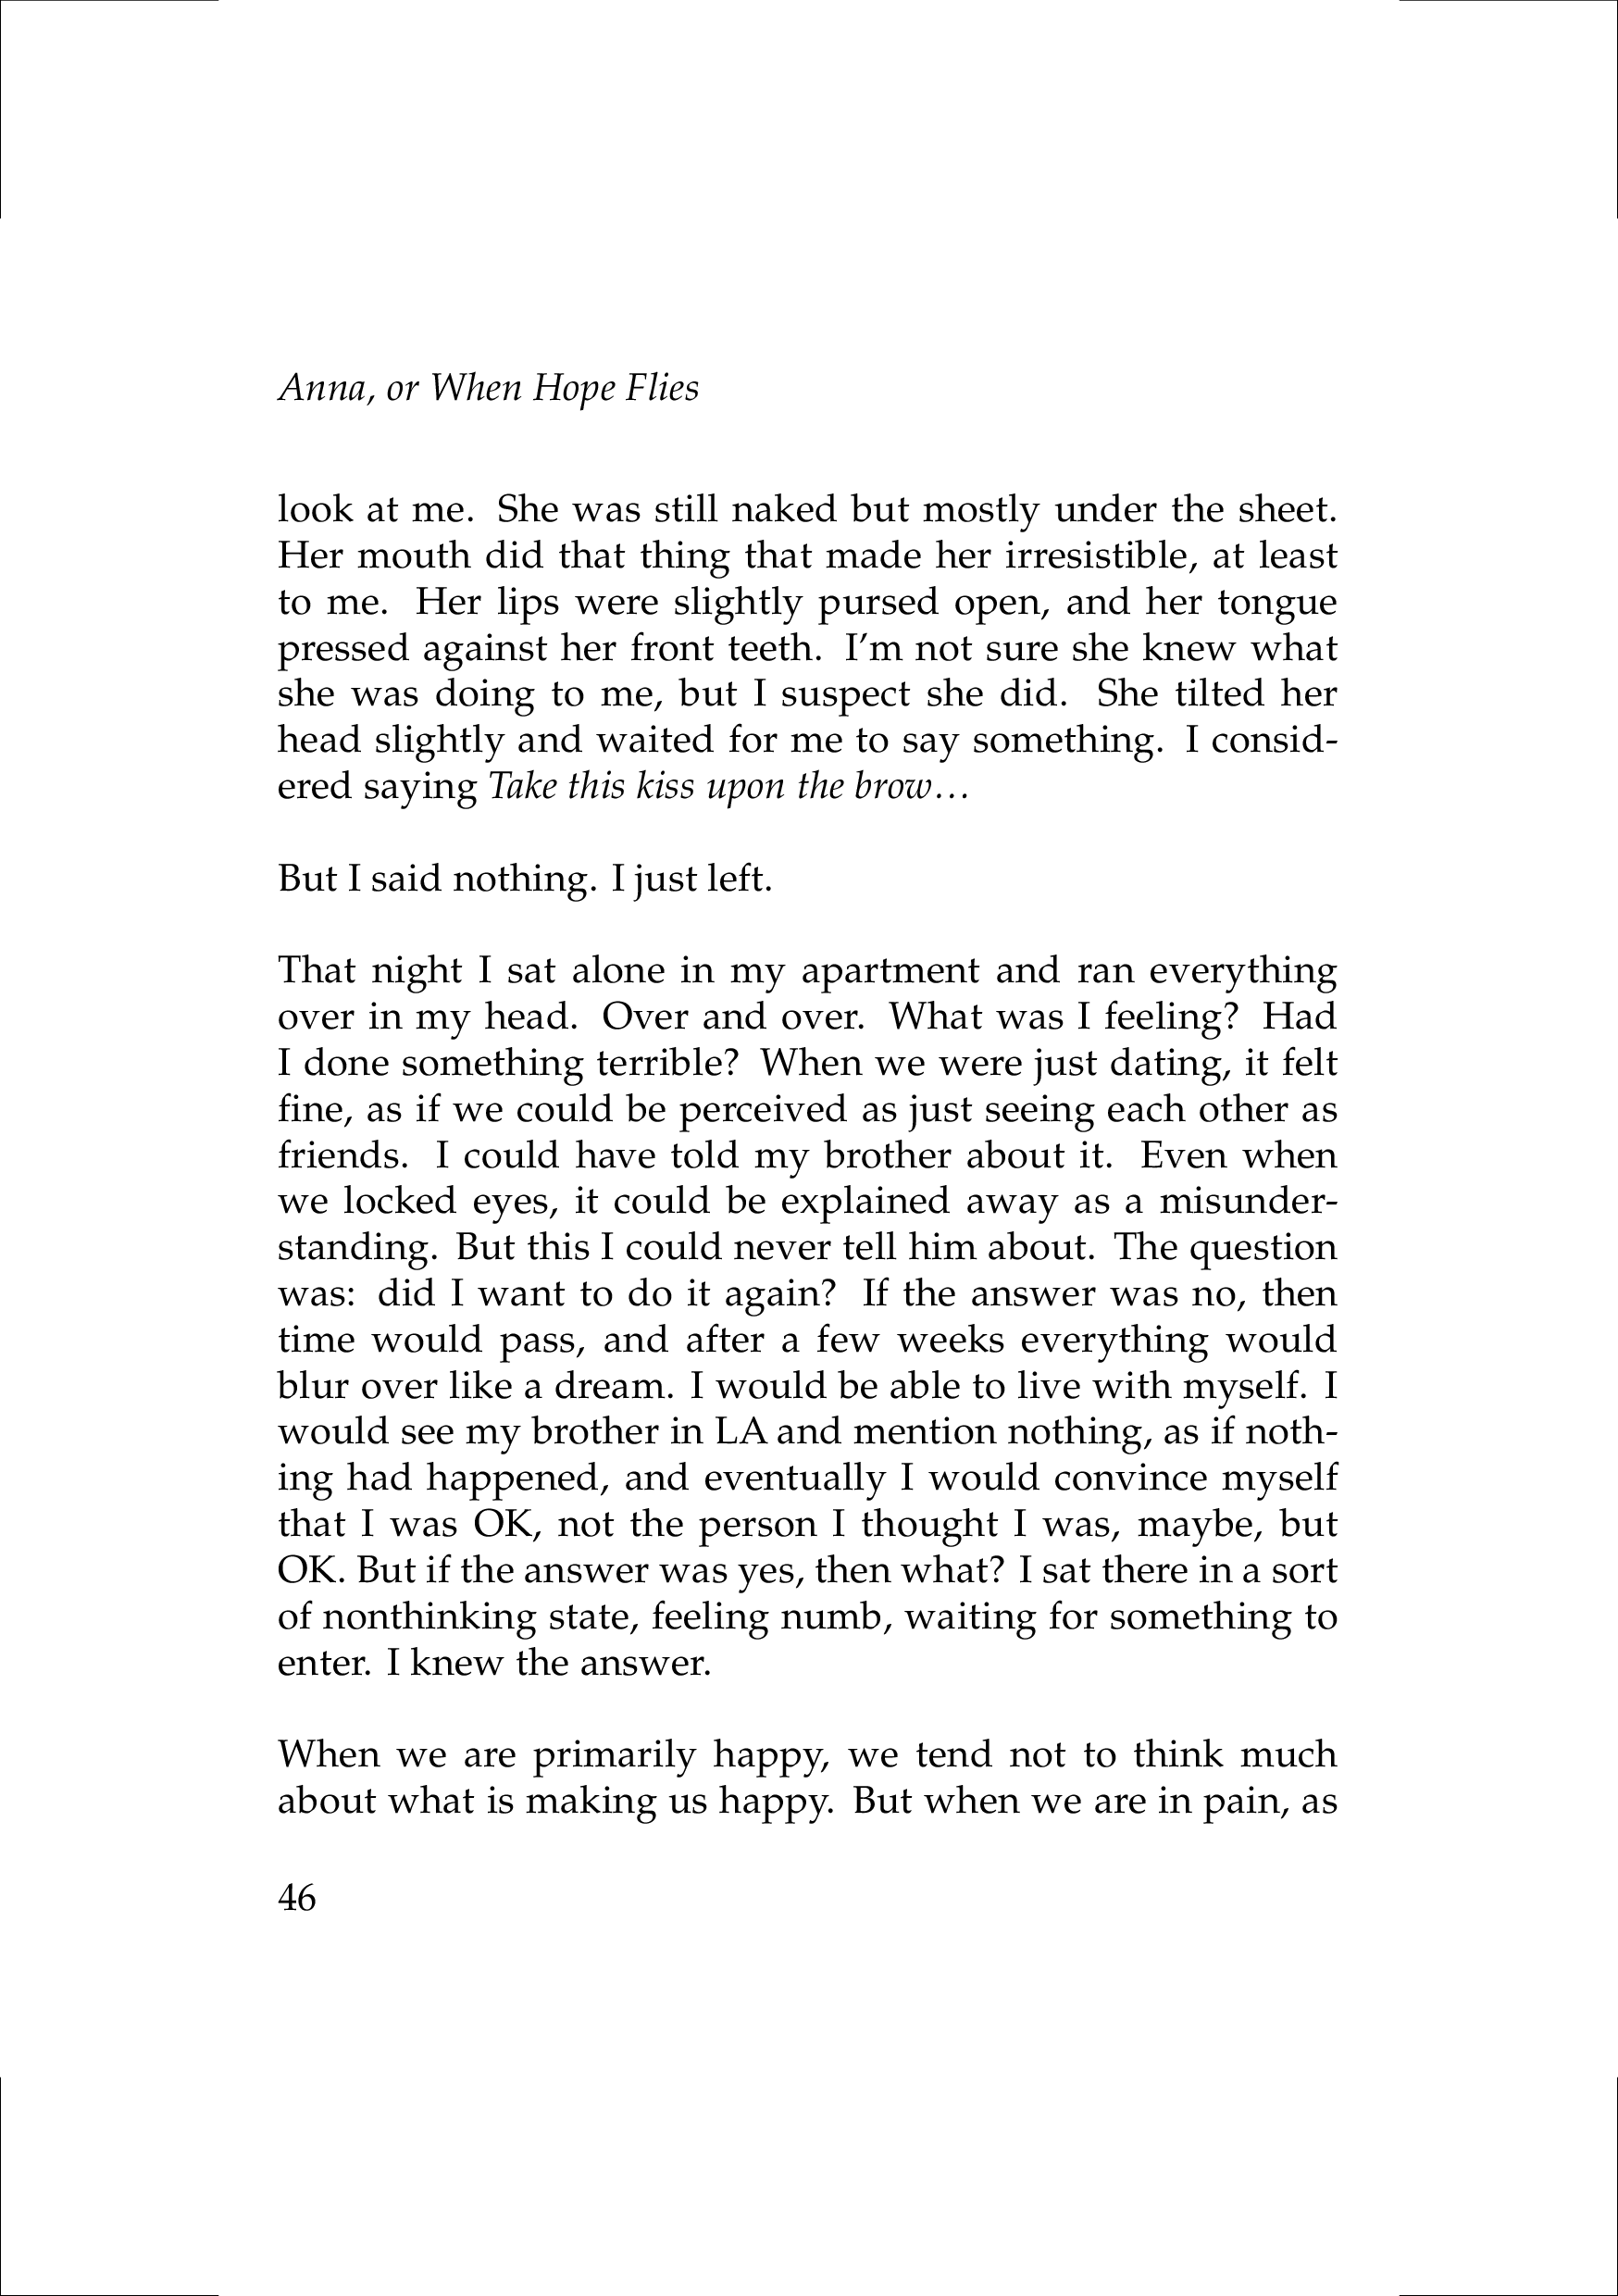 Anna, or When Hope Flies
look at me. She was still naked but mostly under the sheet.
Her mouth did that thing that made her irresistible, at least
to me. Her lips were slightly pursed open, and her tongue
pressed against her front teeth. I’m not sure she knew what
she was doing to me, but I suspect she did. She tilted her
head slightly and waited for me to say something. I consid-
ered saying Take this kiss upon the brow…
But I said nothing. I just left.
That night I sat alone in my apartment and ran everything
over in my head. Over and over. What was I feeling? Had
I done something terrible? When we were just dating, it felt
fine, as if we could be perceived as just seeing each other as
friends. I could have told my brother about it. Even when
we locked eyes, it could be explained away as a misunder-
standing. But this I could never tell him about. The question
was: did I want to do it again? If the answer was no, then
time would pass, and after a few weeks everything would
blur over like a dream. I would be able to live with myself. I
would see my brother in LA and mention nothing, as if noth-
ing had happened, and eventually I would convince myself
that I was OK, not the person I thought I was, maybe, but
OK. But if the answer was yes, then what? I sat there in a sort
of nonthinking state, feeling numb, waiting for something to
enter. I knew the answer.
When we are primarily happy, we tend not to think much
about what is making us happy. But when we are in pain, as
46